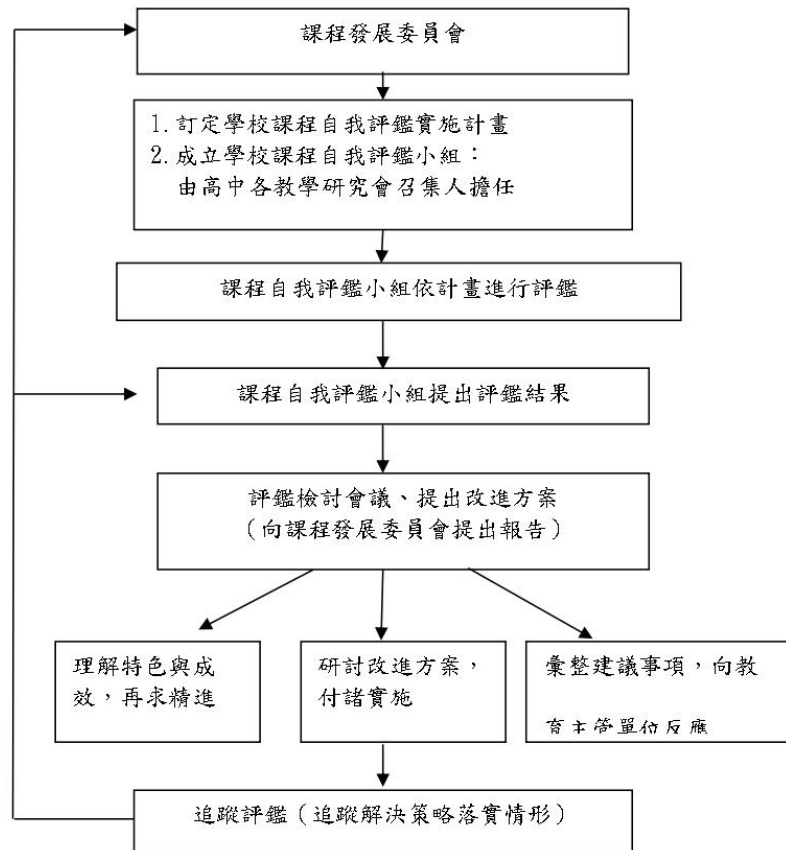 課程發展委員會
1.訂定學校課程自我評鑑實施計畫
2.成立學校課程自我評鑑小組：
由高中各教學研究會召集人擔任
課程自我評鑑小組依計畫進行評鑑
課程自我評鑑小組提出評鑑結果
評鑑檢討會議、提出改進方案
（向課程發展委員會提出報告）
理解特色與成
效，再求精進
研討改進方案，
付諸實施
彙整建議事項，向教
育主管單位反應
追蹤評鑑（追蹤解決策略落實情形）